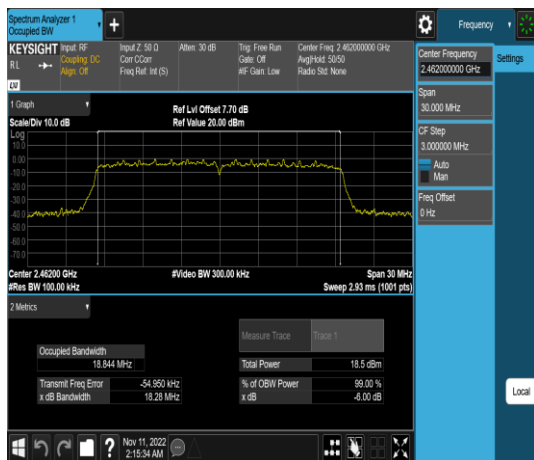 Spectrum Analyzer 1
Occupied BW
Frequency
KEYSIGHT
RL
Input: RF
Coupling: DC
Align: Off
Input Z: 50 Ω
Corr CCorr
Freq Ref: Int (S)
Atten: 30 dB
Trig: Free Run
Gate: Off
#IF Gain: Low
Center Freq: 2.462000000 GHz
Avg|Hold: 50/50
Radio Std: None
LXI
1 Graph
Scale/Div 10.0 dB
Ref Lvl Offset 7.70 dB
Ref Value 20.00 dBm
Log
10.0
0.00
-10.0
-20.0
-30.0
-40.0
-50.0
-60.0
-70.0
Center 2.46200 GHz
#Res BW 100.00 kHz
#Video BW 300.00 kHz
Span 30 MHz
Sweep 2.93 ms (1001 pts)
2 Metrics
Measure Trace
Trace 1
Occupied Bandwidth
18.844 MHz
Total Power
18.5 dBm
Transmit Freq Error
-54.950 kHz
% of OBW Power
99.00 %
x dB Bandwidth
18.28 MHz
x dB
-6.00 dB
Center Frequency
2.462000000 GHz
Settings
Span
30.000 MHz
CF Step
3.000000 MHz
Auto
Man
Freq Offset
0 Hz
Local
?
Nov 11, 2022
2:15:34 AM